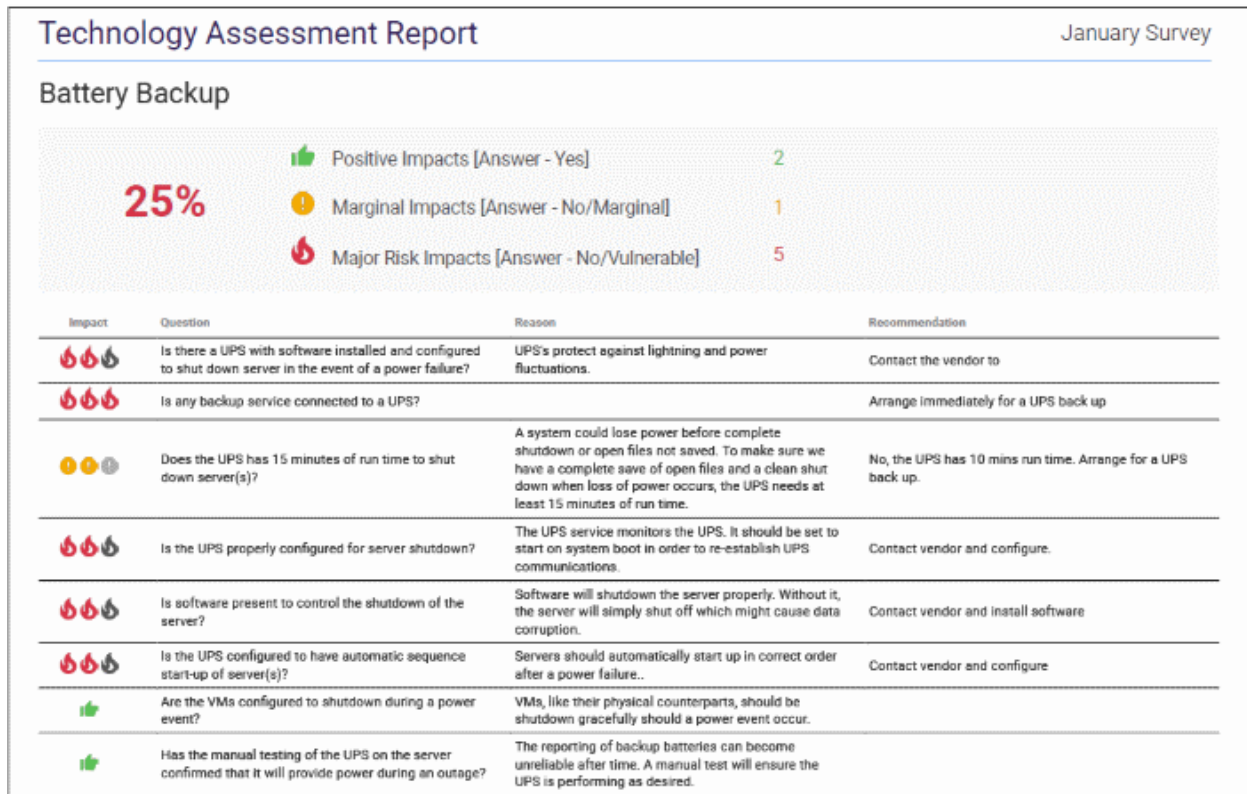 Technology Assessment Report
January Survey
Battery Backup
25%
Positive Impacts [Answer - Yes] 2
Marginal Impacts [Answer - No/Marginal] 1
Major Risk Impacts [Answer - No/Vulnerable] 5
Impact Question Reason Recommendation
Is there a UPS with software installed and configured
to shut down server in the event of a power failure?
UPS's protect against lightning and power
fluctuations.
Contact the vendor to
Is any backup service connected to a UPS?
Arrange immediately for a UPS back up
Does the UPS has 15 minutes of run time to shut
down server(s)?
A system could lose power before complete
shutdown or open files not saved. To make sure we
have a complete save of open files and a clean shut
down when loss of power occurs, the UPS needs at
least 15 minutes of run time.
No, the UPS has 10 mins run time. Arrange for a UPS
back up.
Is the UPS properly configured for server shutdown?
The UPS service monitors the UPS. It should be set to
start on system boot in order to re-establish UPS
communications.
Contact vendor and configure.
Is software present to control the shutdown of the
server?
Software will shutdown the server properly. Without it,
the server will simply shut off which might cause data
corruption.
Contact vendor and install software
Is the UPS configured to have automatic sequence
start-up of server(s)?
Servers should automatically start up in correct order
after a power failure..
Contact vendor and configure
Are the VMs configured to shutdown during a power
event?
VMs, like their physical counterparts, should be
shutdown gracefully should a power event occur.
Has the manual testing of the UPS on the server
confirmed that it will provide power during an outage?
The reporting of backup batteries can become
unreliable after time. A manual test will ensure the
UPS is performing as desired.